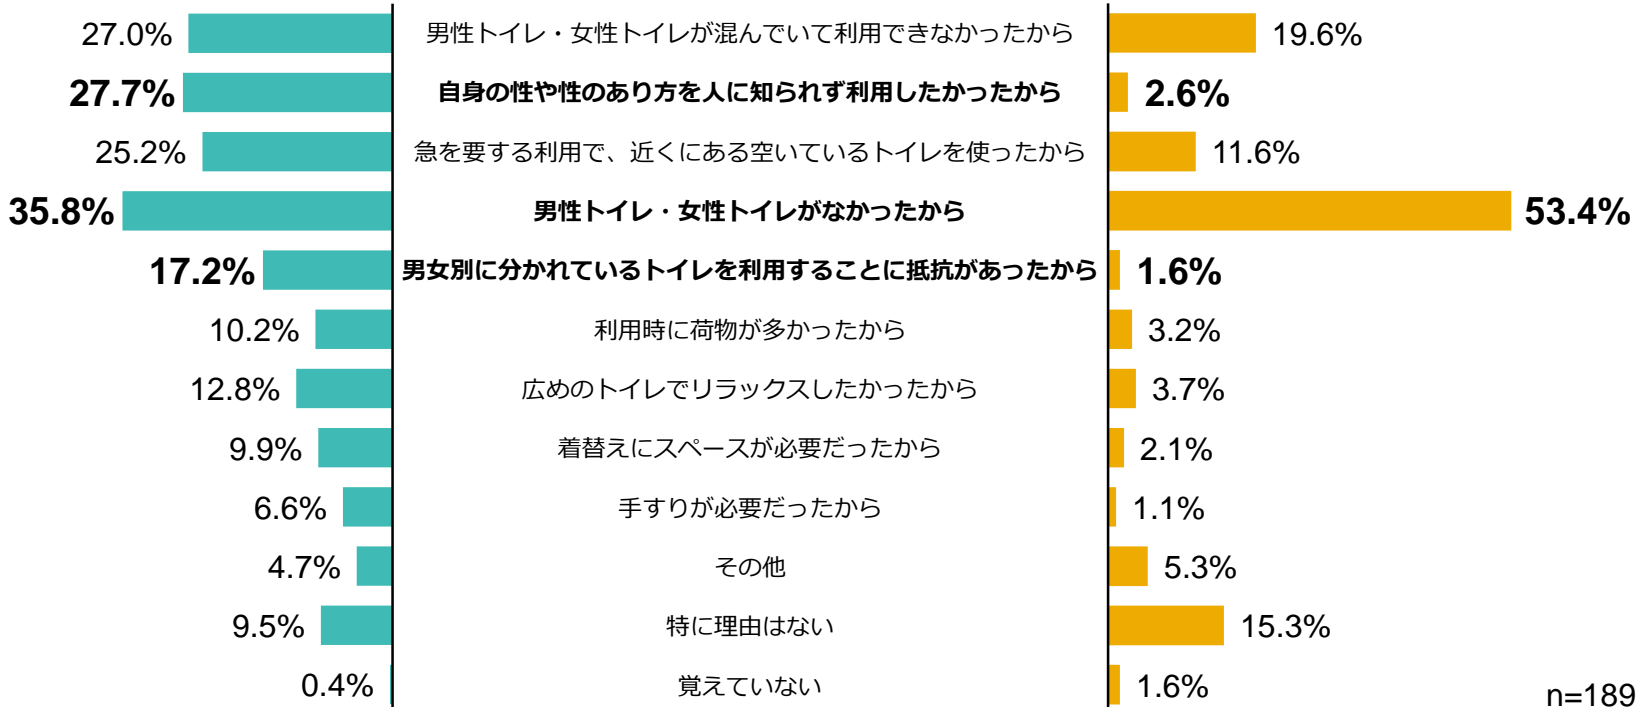 27.0% 男性トイレ・女性トイレが混んでいて利用できなかったから 19.6%
27.7% 自身の性や性のあり方を人に知られず利用したかったから 2.6%
25.2% 急を要する利用で、近くにある空いているトイレを使ったから 11.6%
35.8% 男性トイレ・女性トイレがなかったから 53.4%
17.2% 男女別に分かれているトイレを利用することに抵抗があったから 1.6%
10.2% 利用時に荷物が多かったから 3.2%
12.8% 広めのトイレでリラックスしたかったから 3.7%
9.9% 着替えにスペースが必要だったから 2.1%
6.6% 手すりが必要だったから 1.1%
4.7% その他 5.3%
9.5% 特に理由はない 15.3%
0.4% 覚えていない 1.6%
n=189